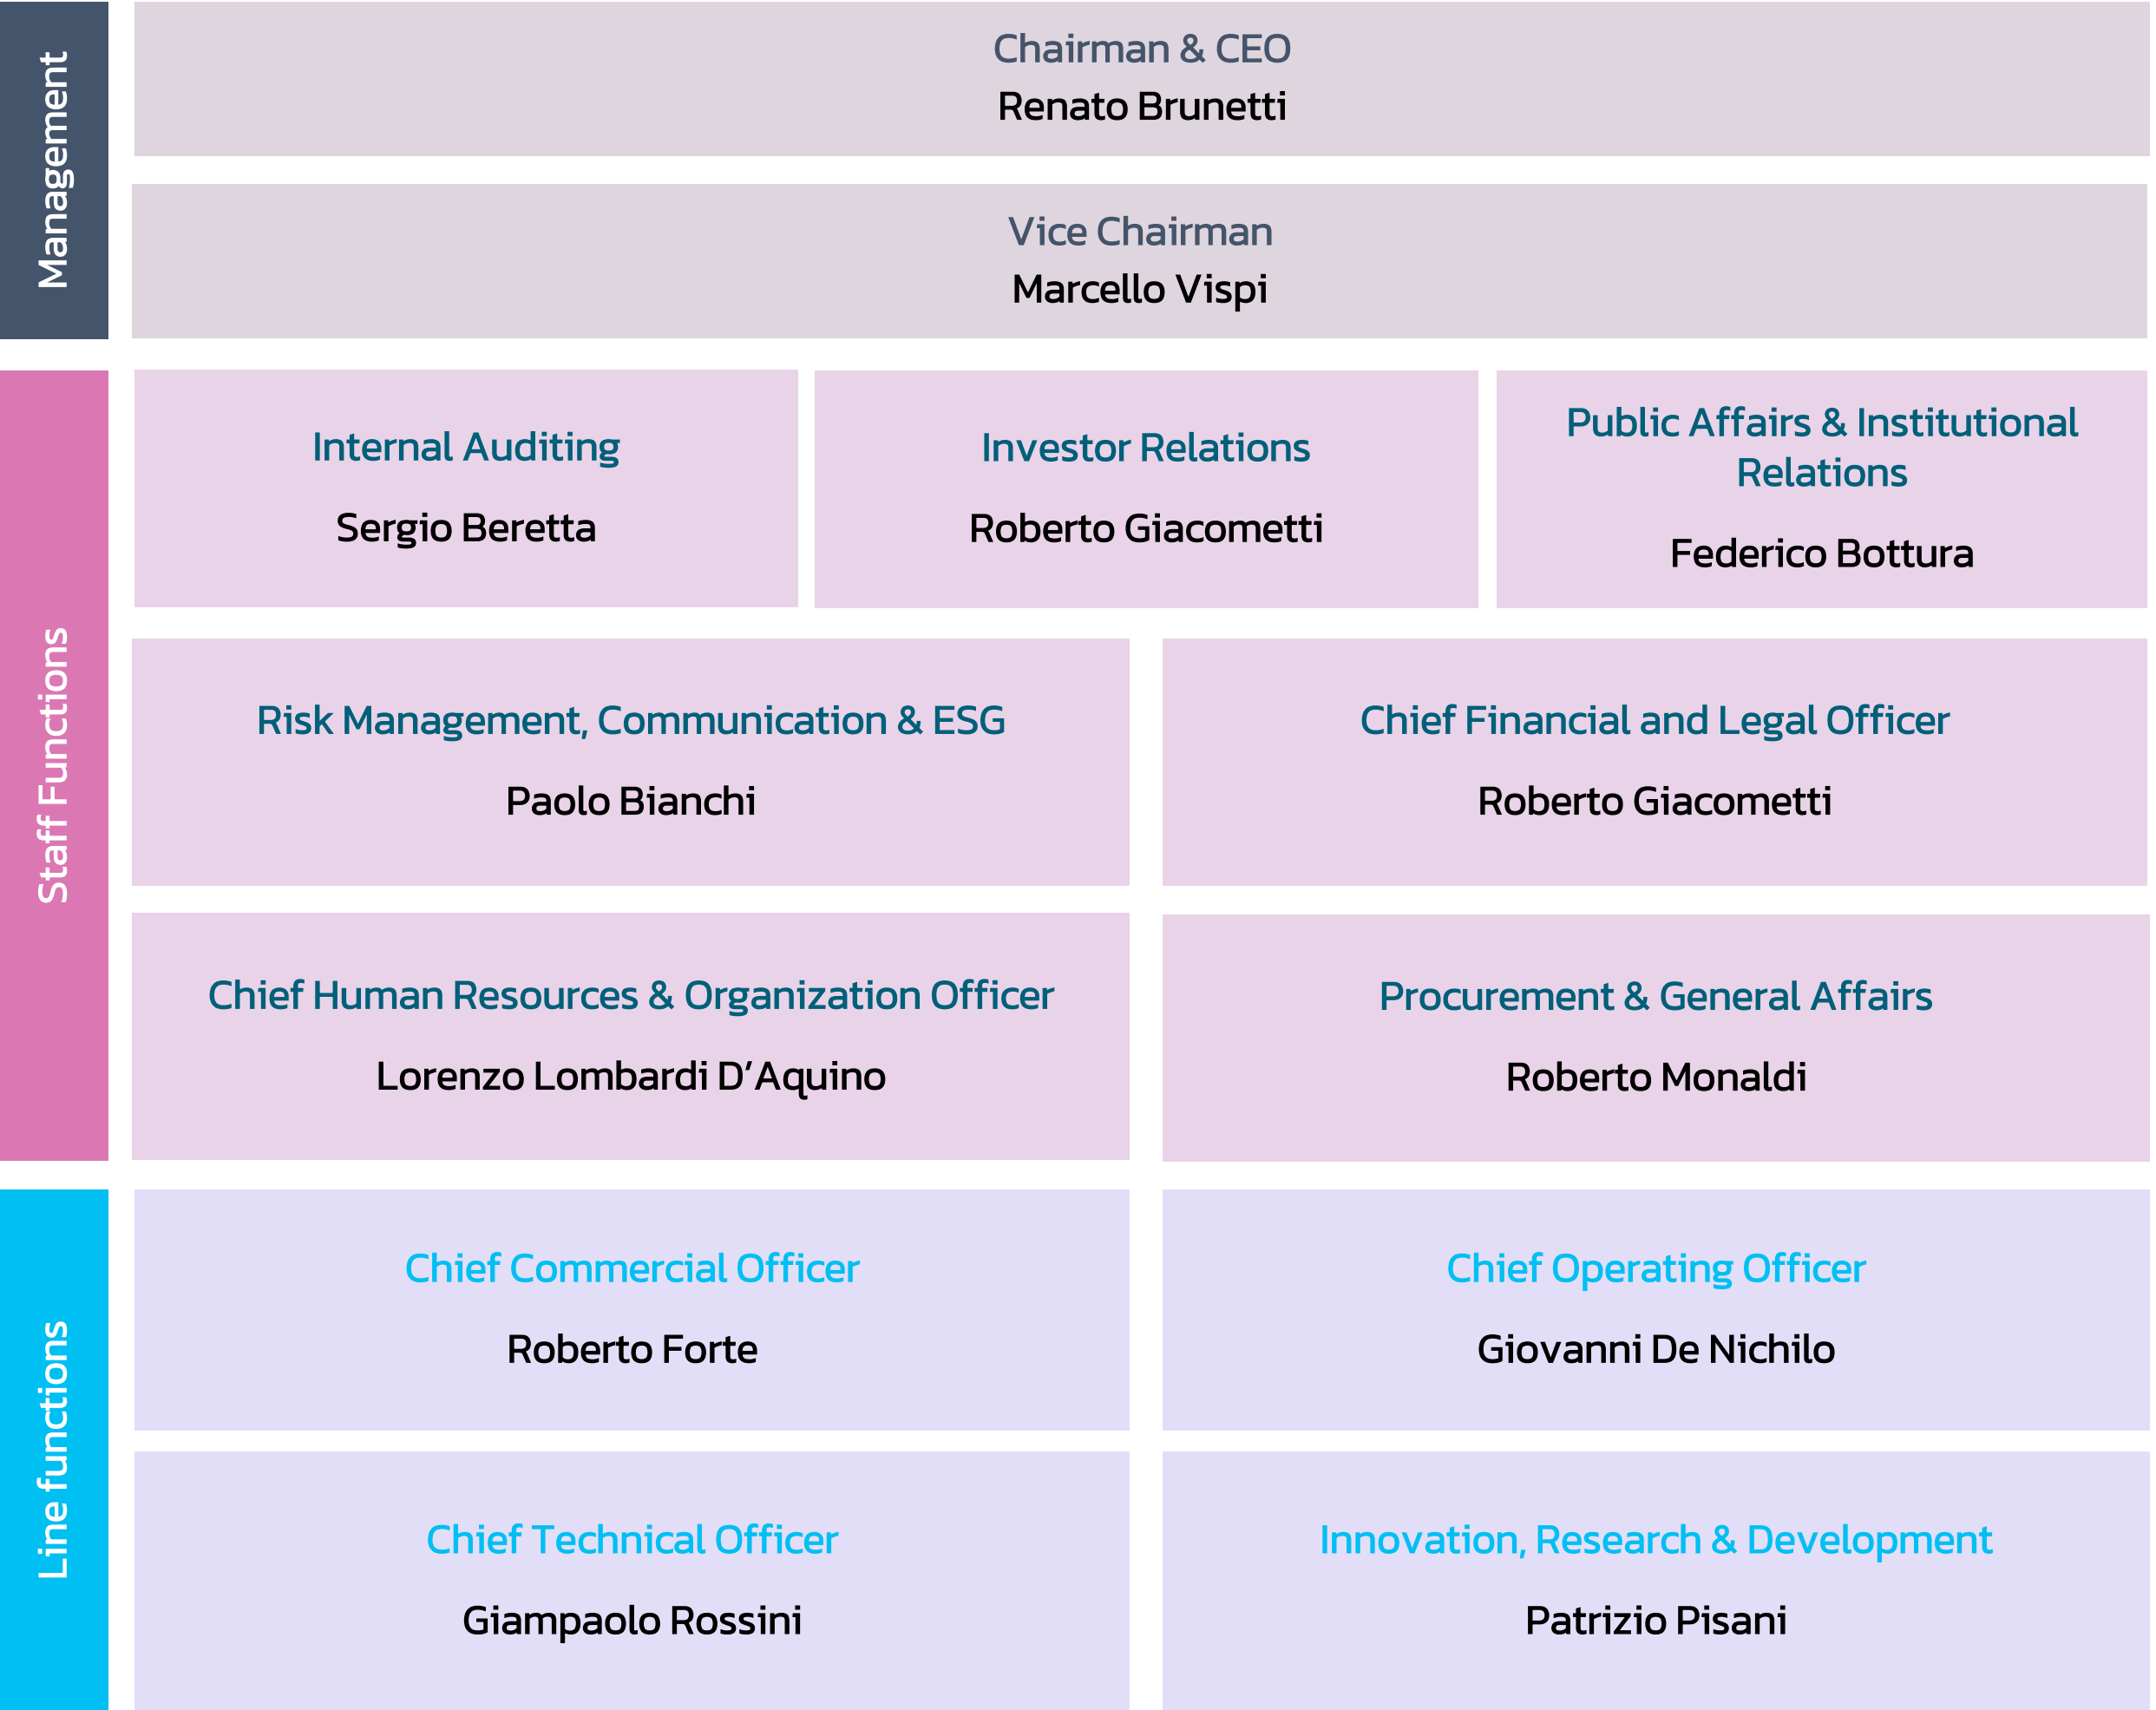 Management
Chairman & CEO
Renato Brunetti
Vice Chairman
Marcello Vispi
Staff Functions
Internal Auditing
Sergio Beretta
Investor Relations
Roberto Giacometti
Public Affairs & Institutional
Relations
Federico Bottura
Risk Management, Communication & ESG
Paolo Bianchi
Chief Financial and Legal Officer
Roberto Giacometti
Chief Human Resources & Organization Officer
Lorenzo Lombardi D’Aquino
Procurement & General Affairs
Roberto Monaldi
Line functions
Chief Commercial Officer
Roberto Forte
Chief Operating Officer
Giovanni De Nichilo
Chief Technical Officer
Giampaolo Rossini
Innovation, Research & Development
Patrizio Pisani